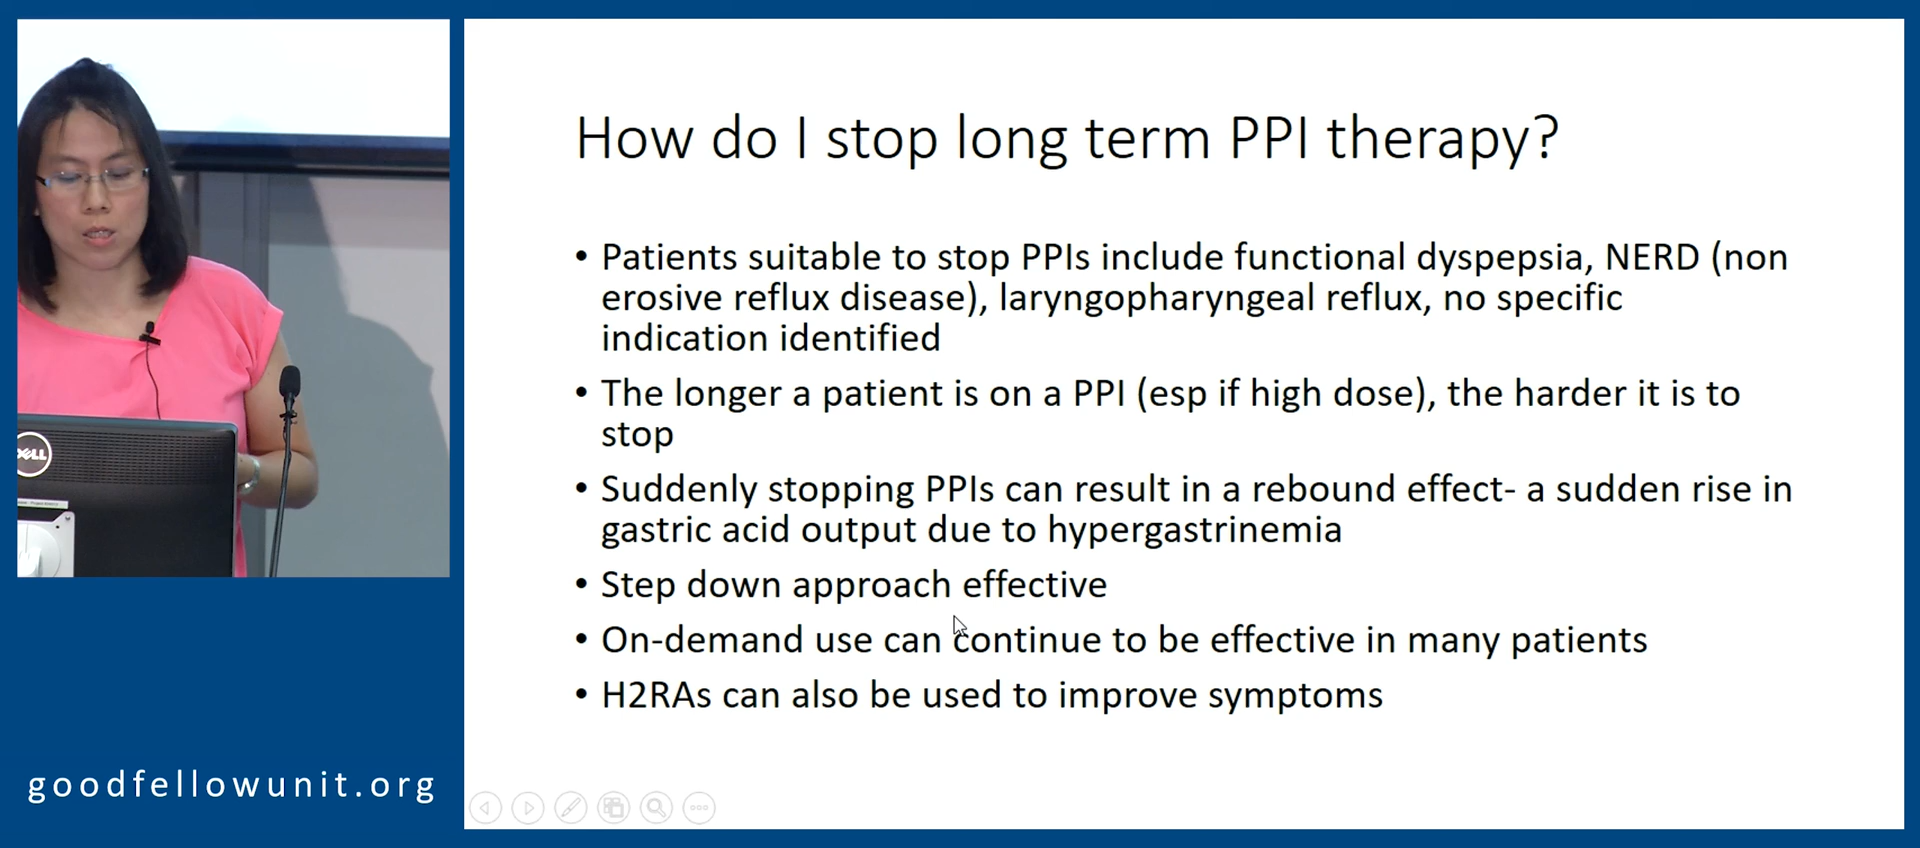 How do I stop long term PPI therapy?
• Patients suitable to stop PPIs include functional dyspepsia, NERD (non
erosive reflux disease), laryngopharyngeal reflux, no specific
indication identified
• The longer a patient is on a PPI (esp if high dose), the harder it is to
stop
• Suddenly stopping PPIs can result in a rebound effect- a sudden rise in
gastric acid output due to hypergastrinemia
• Step down approach effective
• On-demand use can continue to be effective in many patients
• H2RAs can also be used to improve symptoms
DELL
goodfellowunit.org